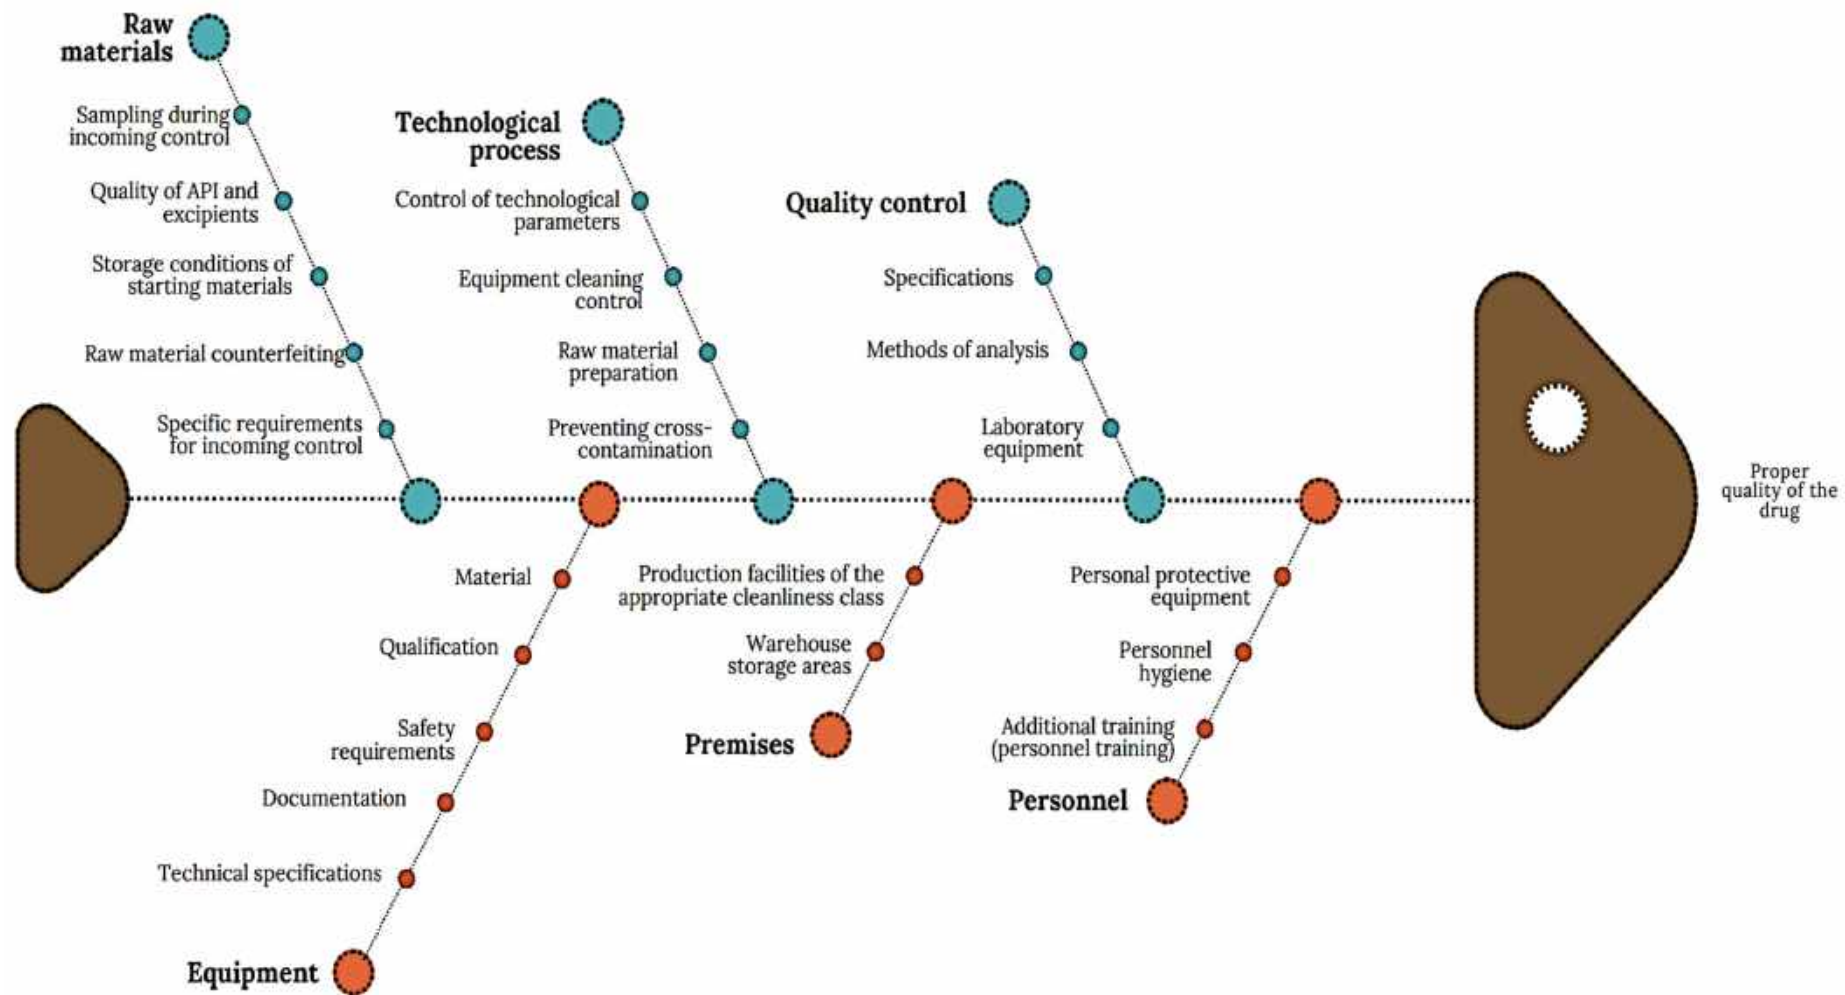 Raw
materials
Sampling during
incoming control
Quality of API and
excipients
Storage conditions of
starting materials
Raw material counterfeiting
Specific requirements
for incoming control
Technological
process
Control of technological
parameters
Equipment cleaning
control
Raw material
preparation
Preventing cross-
contamination
Quality control
Specifications
Methods of analysis
Laboratory
equipment
Proper
quality of the
drug
Material
Qualification
Safety
requirements
Documentation
Technical specifications
Equipment
Production facilities of the
appropriate cleanliness class
Warehouse
storage areas
Premises
Personal protective
equipment
Personnel
hygiene
Additional training
(personnel training)
Personnel